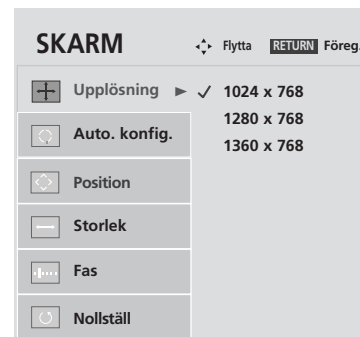 SKARM
Flytta RETURN Föreg.
Upplösning
1024 x 768
1280 x 768
1360 x 768
Auto. konfig.
Position
Storlek
Fas
Nollställ